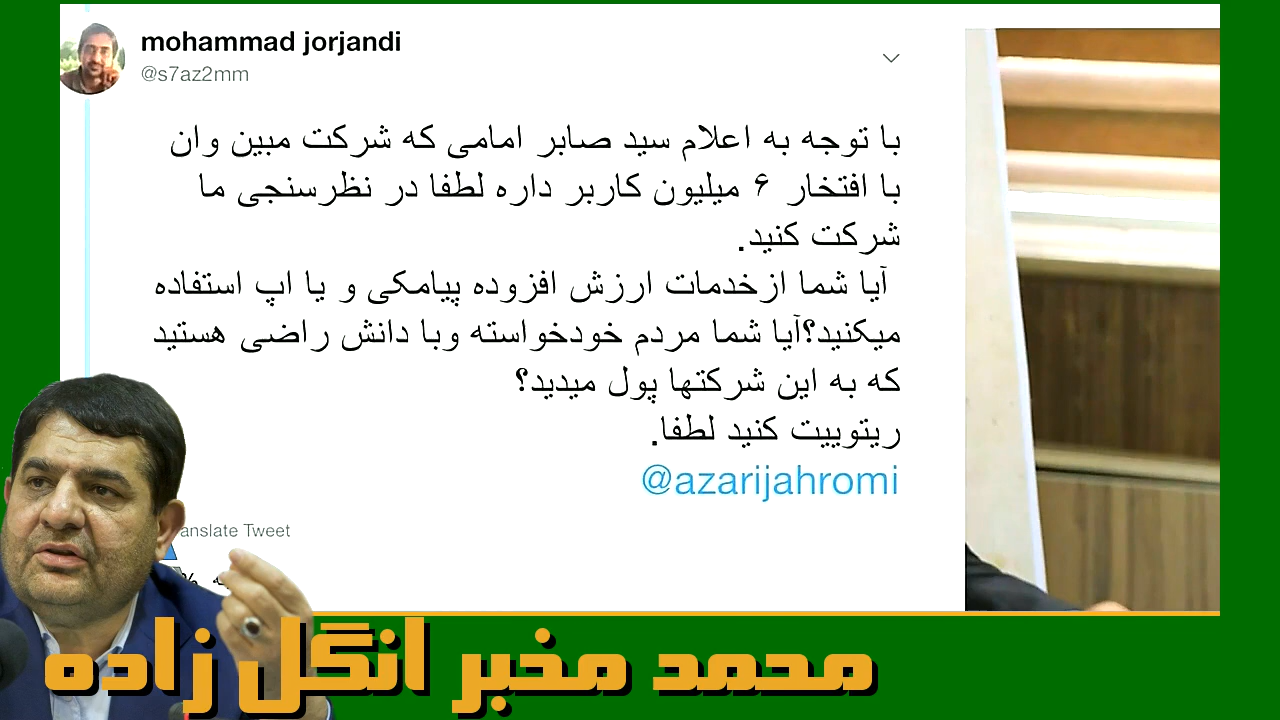 mohammad jorjandi
@s7az2mm
با توجه به اعلام سید صابر امامی که شرکت مبین وان
با افتخار ۶ میلیون کاربر داره لطفا در نظرسنجی ما
شرکت کنید.
آیا شما ازخدمات ارزش افزوده پیامکی و یا اپ استفاده
میکنید؟آیا شما مردم خودخواسته وبا دانش راضی هستید
که به این شرکتها پول میدید؟
ریتوییت کنید لطفا.
@azarijahromi
anslate Tweet
%
محمد مخبر انگل زاده